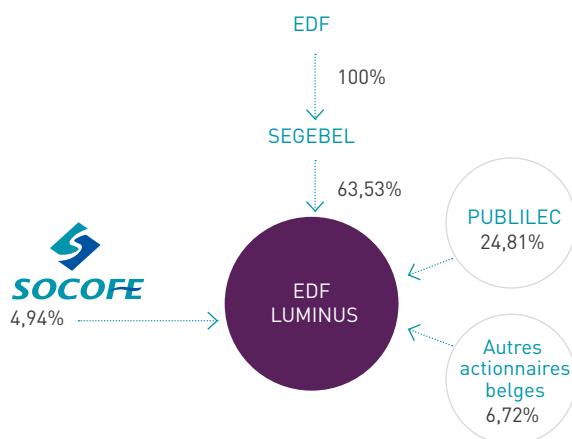 EDF
100%
SEGEBEL
63,53%
PUBLILEC
24,81%
SOCOFE
4,94%
EDF
LUMINUS
Autres
actionnaires
belges
6,72%